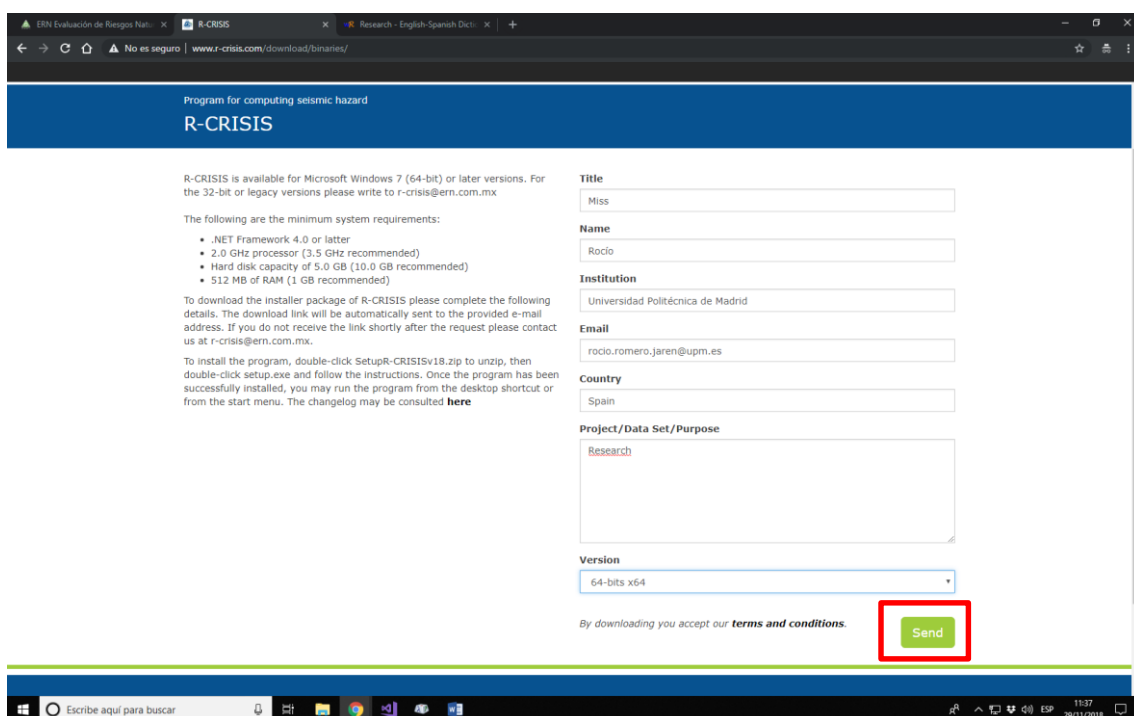 ERN Evaluación de Riesgos Natu
R-CRISIS
Research - English-Spanish Dictio
No es seguro | www.r-crisis.com/download/binaries/
Program for computing seismic hazard
R-CRISIS
R-CRISIS is available for Microsoft Windows 7 (64-bit) or later versions. For
the 32-bit or legacy versions please write to r-crisis@ern.com.mx
The following are the minimum system requirements:
• .NET Framework 4.0 or latter
• 2.0 GHz processor (3.5 GHz recommended)
• Hard disk capacity of 5.0 GB (10.0 GB recommended)
• 512 MB of RAM (1 GB recommended)
To download the installer package of R-CRISIS please complete the following
details. The download link will be automatically sent to the provided e-mail
address. If you do not receive the link shortly after the request please contact
us at r-crisis@ern.com.mx.
To install the program, double-click SetupR-CRISISv18.zip to unzip, then
double-click setup.exe and follow the instructions. Once the program has been
successfully installed, you may run the program from the desktop shortcut or
from the start menu. The changelog may be consulted here
Title
Miss
Name
Rocío
Institution
Universidad Politécnica de Madrid
Email
rocio.romero.jaren@upm.es
Country
Spain
Project/Data Set/Purpose
Research
Version
64-bits x64
By downloading you accept our terms and conditions.
Send
Escribe aquí para buscar
ESP
11:37
29/11/2018